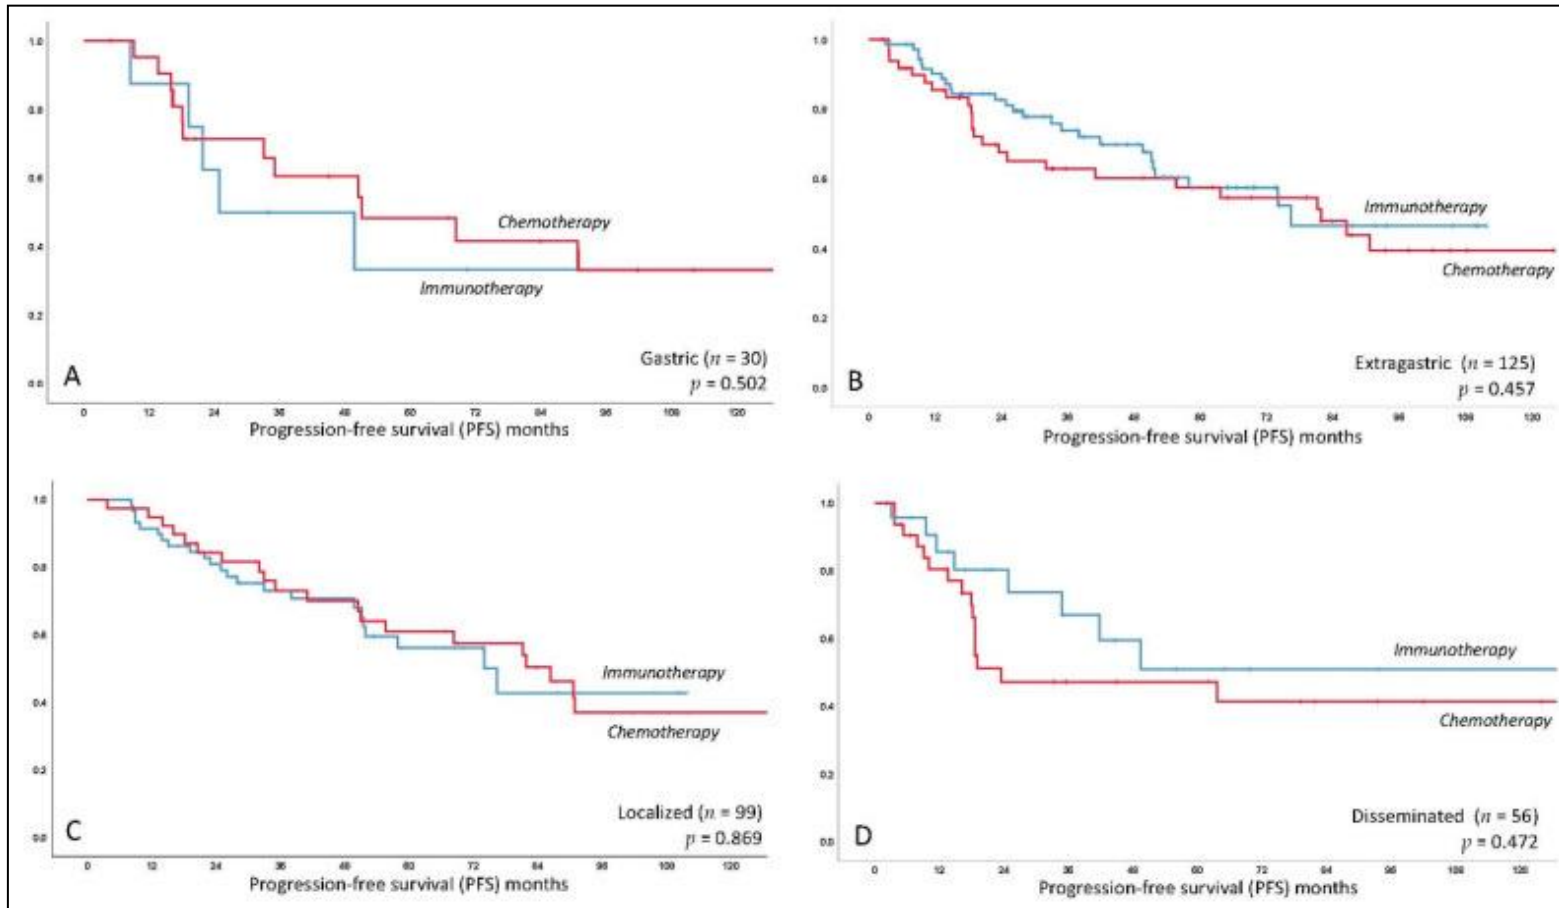 1.0
0.8
0.6
0.4
0.2
0.0
Chemotherapy
Immunotherapy
Gastric (n = 30)
p = 0.502
A
0 12 24 36 48 60 72 84 96 108 120
Progression-free survival (PFS) months
1.0
0.8
0.6
0.4
0.2
0.0
Immunotherapy
Chemotherapy
Extragastric (n = 125)
p = 0.457
B
0 12 24 36 48 60 72 84 96 108 120
Progression-free survival (PFS) months
1.0
0.8
0.6
0.4
0.2
0.0
Immunotherapy
Chemotherapy
Localized (n = 99)
p = 0.869
C
0 12 24 36 48 60 72 84 96 108 120
Progression-free survival (PFS) months
1.0
0.8
0.6
0.4
0.2
0.0
Immunotherapy
Chemotherapy
Disseminated (n = 56)
p = 0.472
D
0 12 24 36 48 60 72 84 96 108 120
Progression-free survival (PFS) months